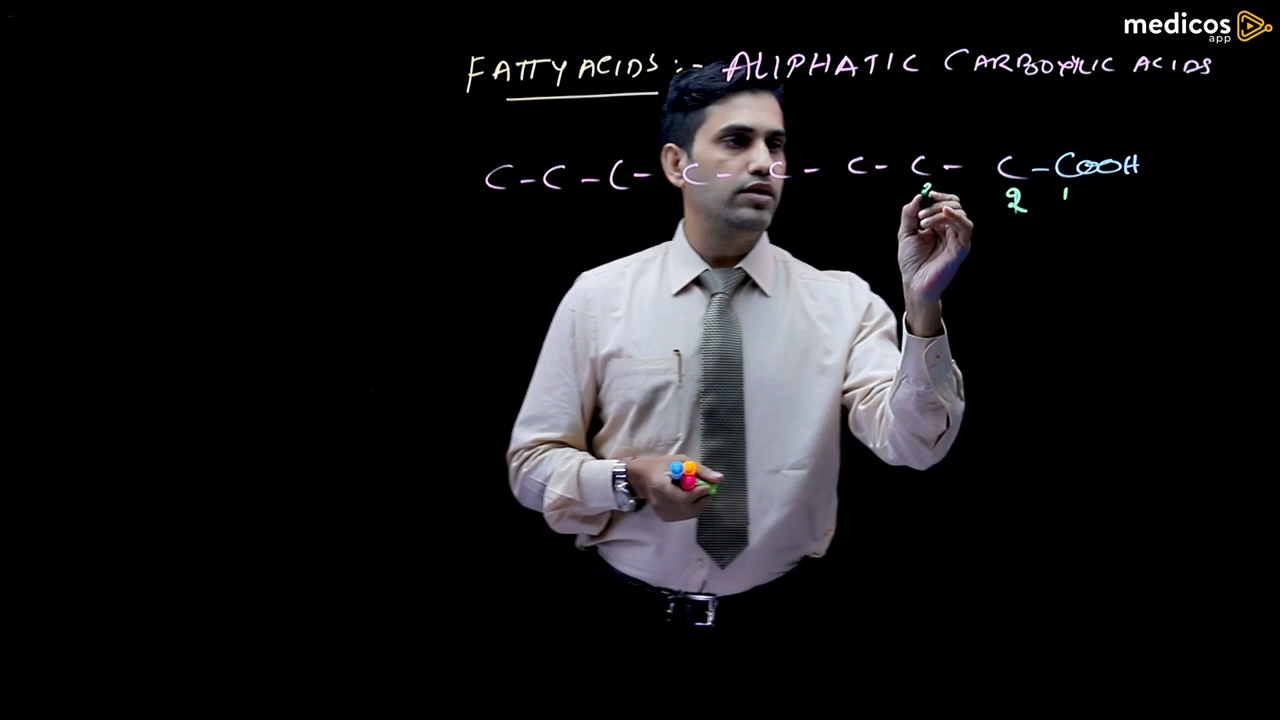 medicos
app
FATTY ACIDS :- ALIPHATIC CARBOXYLIC ACIDS
C-C-C-C-C-C-C-C-COOH
2 1